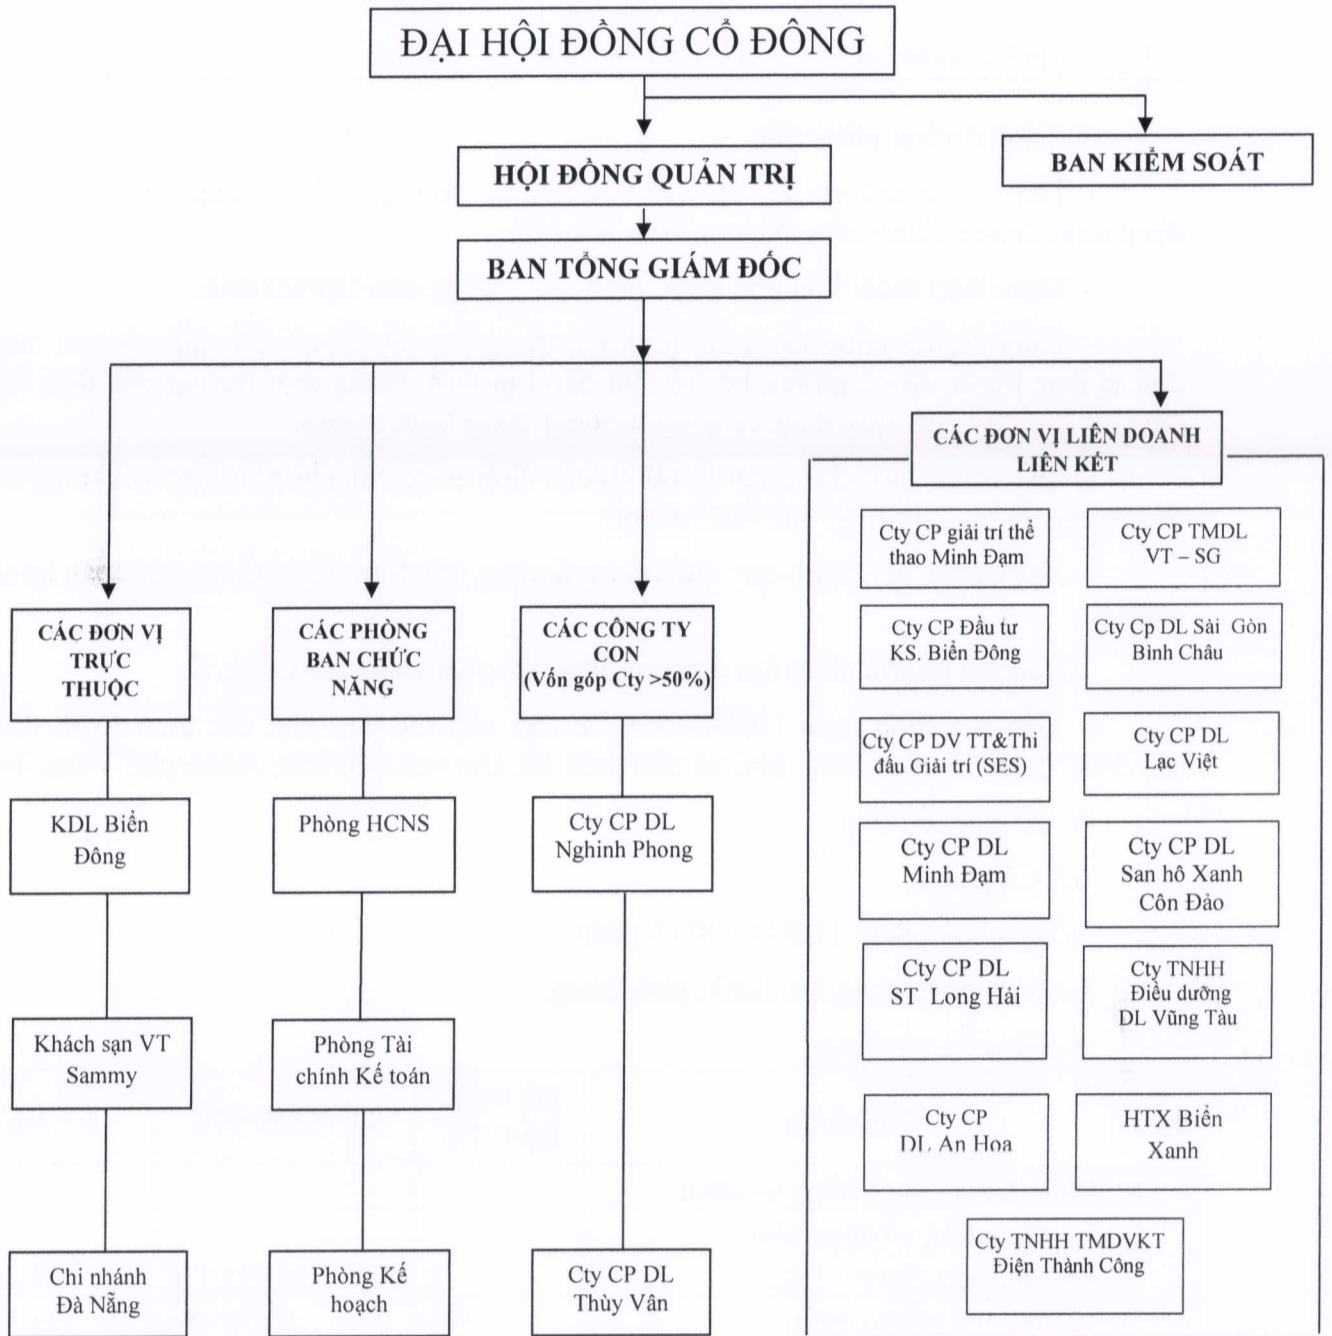 ĐẠI HỘI ĐỒNG CỔ ĐÔNG
HỘI ĐỒNG QUẢN TRỊ
BAN KIỂM SOÁT
BAN TỔNG GIÁM ĐỐC
CÁC ĐƠN VỊ
TRỰC
THUỘC
KDL Biển
Đông
Khách sạn VT
Sammy
Chi nhánh
Đà Nẵng
CÁC PHÒNG
BAN CHỨC
NĂNG
Phòng HCNS
Phòng Tài
chính Kế toán
Phòng Kế
hoạch
CÁC CÔNG TY
CON
(Vốn góp Cty >50%)
Cty CP DL
Nghinh Phong
Cty CP DL
Thùy Vân
CÁC ĐƠN VỊ LIÊN DOANH
LIÊN KẾT
Cty CP giải trí thể
thao Minh Đạm
Cty CP TMDL
VT – SG
Cty CP Đầu tư
KS. Biển Đông
Cty Cp DL Sài Gòn
Bình Châu
Cty CP DV TT&Thi
đấu Giải trí (SES)
Cty CP DL
Lạc Việt
Cty CP DL
Minh Đạm
Cty CP DL
San hô Xanh
Côn Đảo
Cty CP DL
ST Long Hải
Cty TNHH
Điều dưỡng
DL Vũng Tàu
Cty CP
DL An Hoa
HTX Biển
Xanh
Cty TNHH TMDVKT
Điện Thành Công